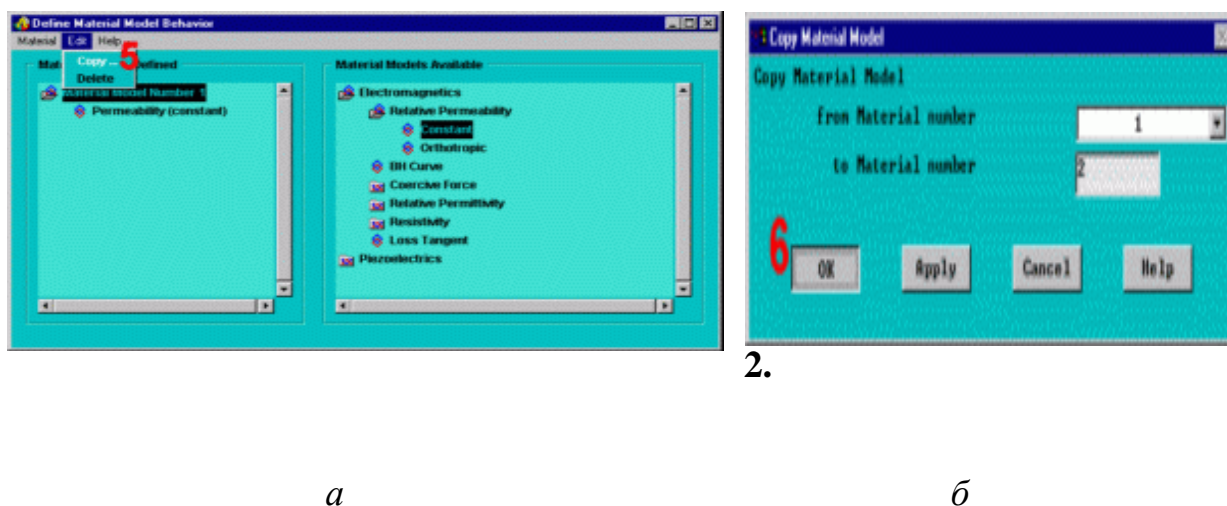 Define Material Model Behavior
Material Edit Help
5
Copy ...
Delete
Material Model Number 1
Permeability (constant)
Material Models Available
Electromagnetics
Relative Permeability
Constant
Orthotropic
BH Curve
Coercive Force
Relative Permittivity
Resistivity
Loss Tangent
Piezoelectrics
Copy Material Model
Copy Material Model
from Material number 1
to Material number 2
6
OK Apply Cancel Help
2.
а б